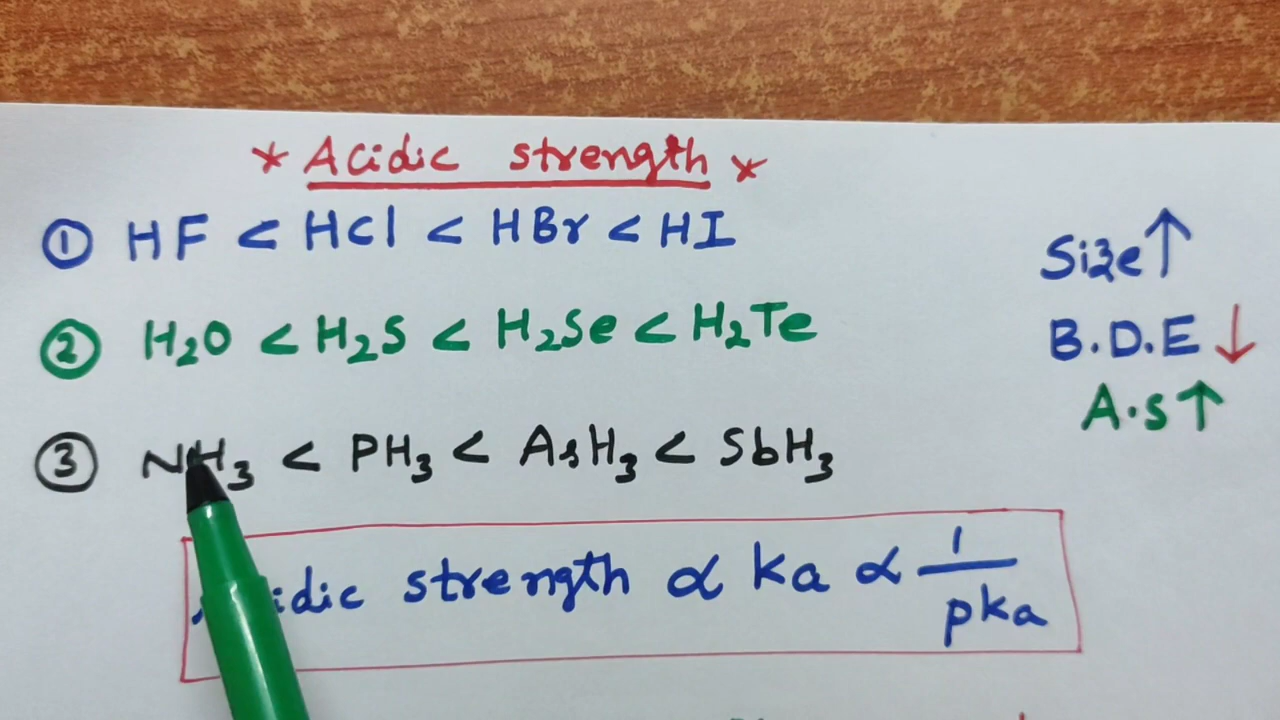 * Acidic strength *
① HF < HCl < HBr < HI
Size ↑
② H₂O < H₂S < H₂Se < H₂Te
B.D.E ↓
A.S ↑
③ NH₃ < PH₃ < AsH₃ < SbH₃
strength ∝ ka ∝ 1/pka